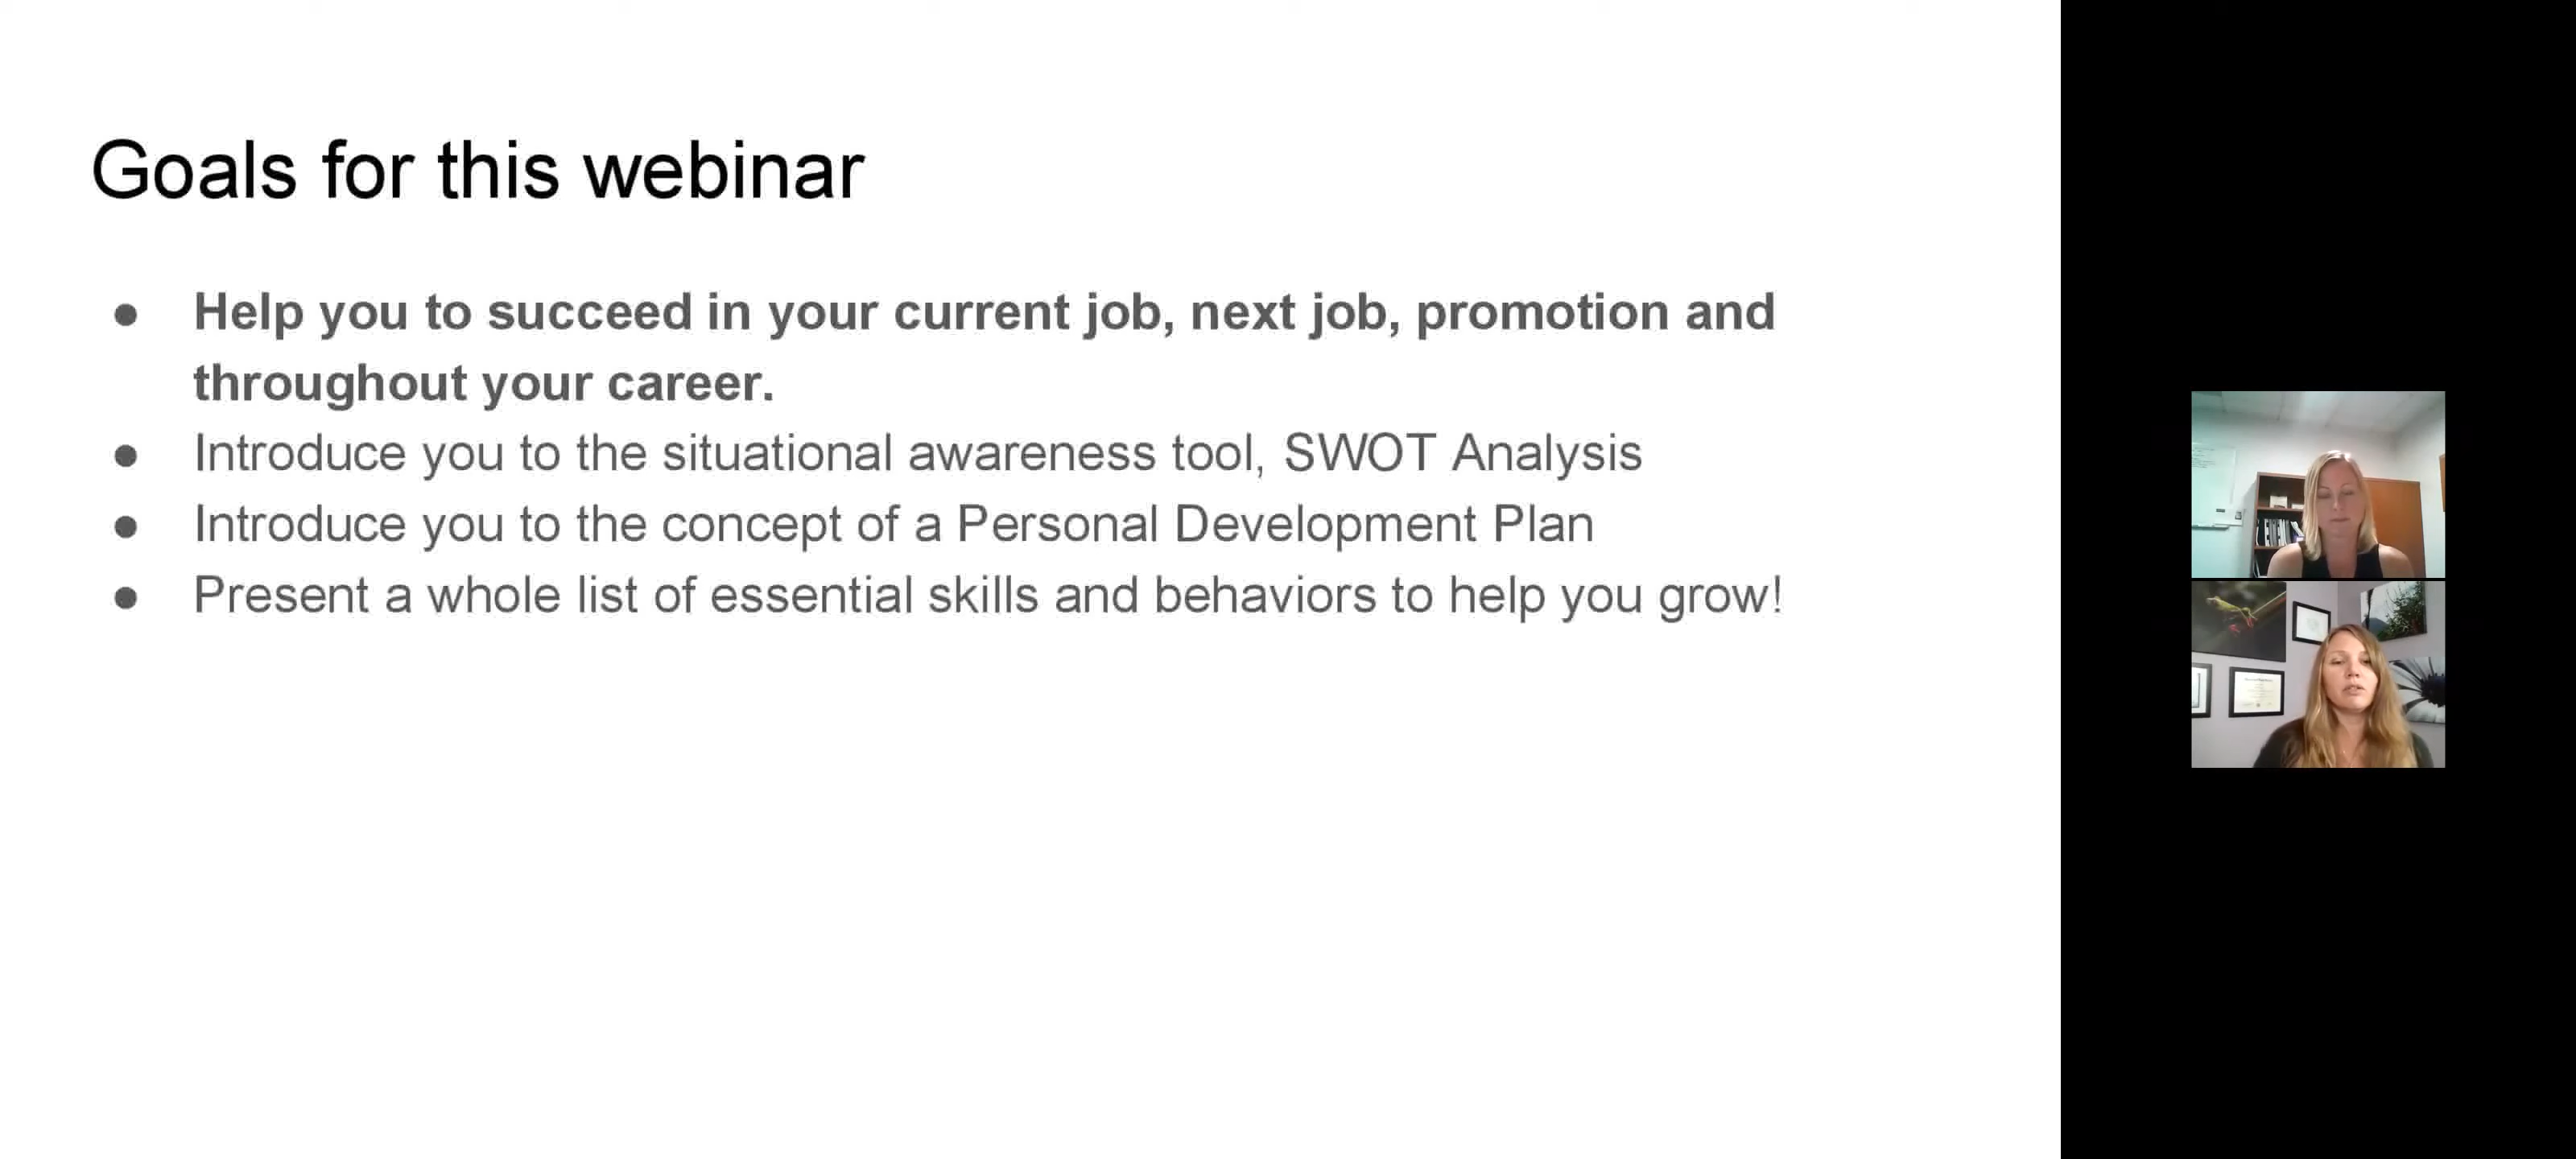 Goals for this webinar
● Help you to succeed in your current job, next job, promotion and
throughout your career.
● Introduce you to the situational awareness tool, SWOT Analysis
● Introduce you to the concept of a Personal Development Plan
● Present a whole list of essential skills and behaviors to help you grow!